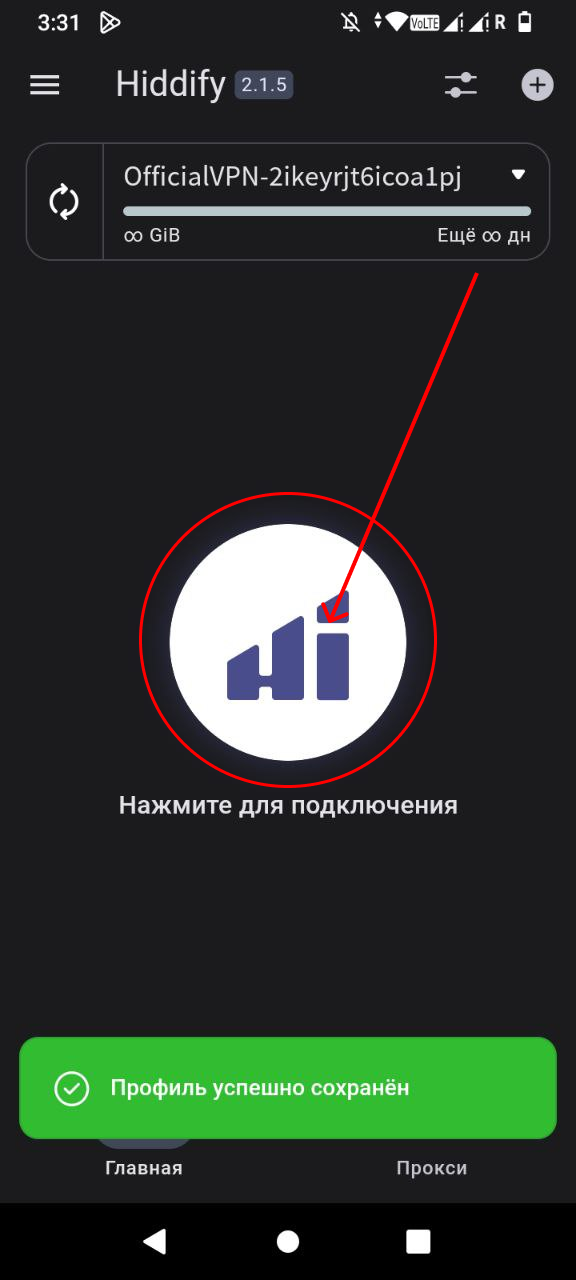 3:31
VoLTE
R
Hiddify 2.1.5
OfficialVPN-2ikeyrjt6icoa1pj
∞ GiB
Ещё ∞ дн
Нажмите для подключения
Профиль успешно сохранён
Главная
Прокси